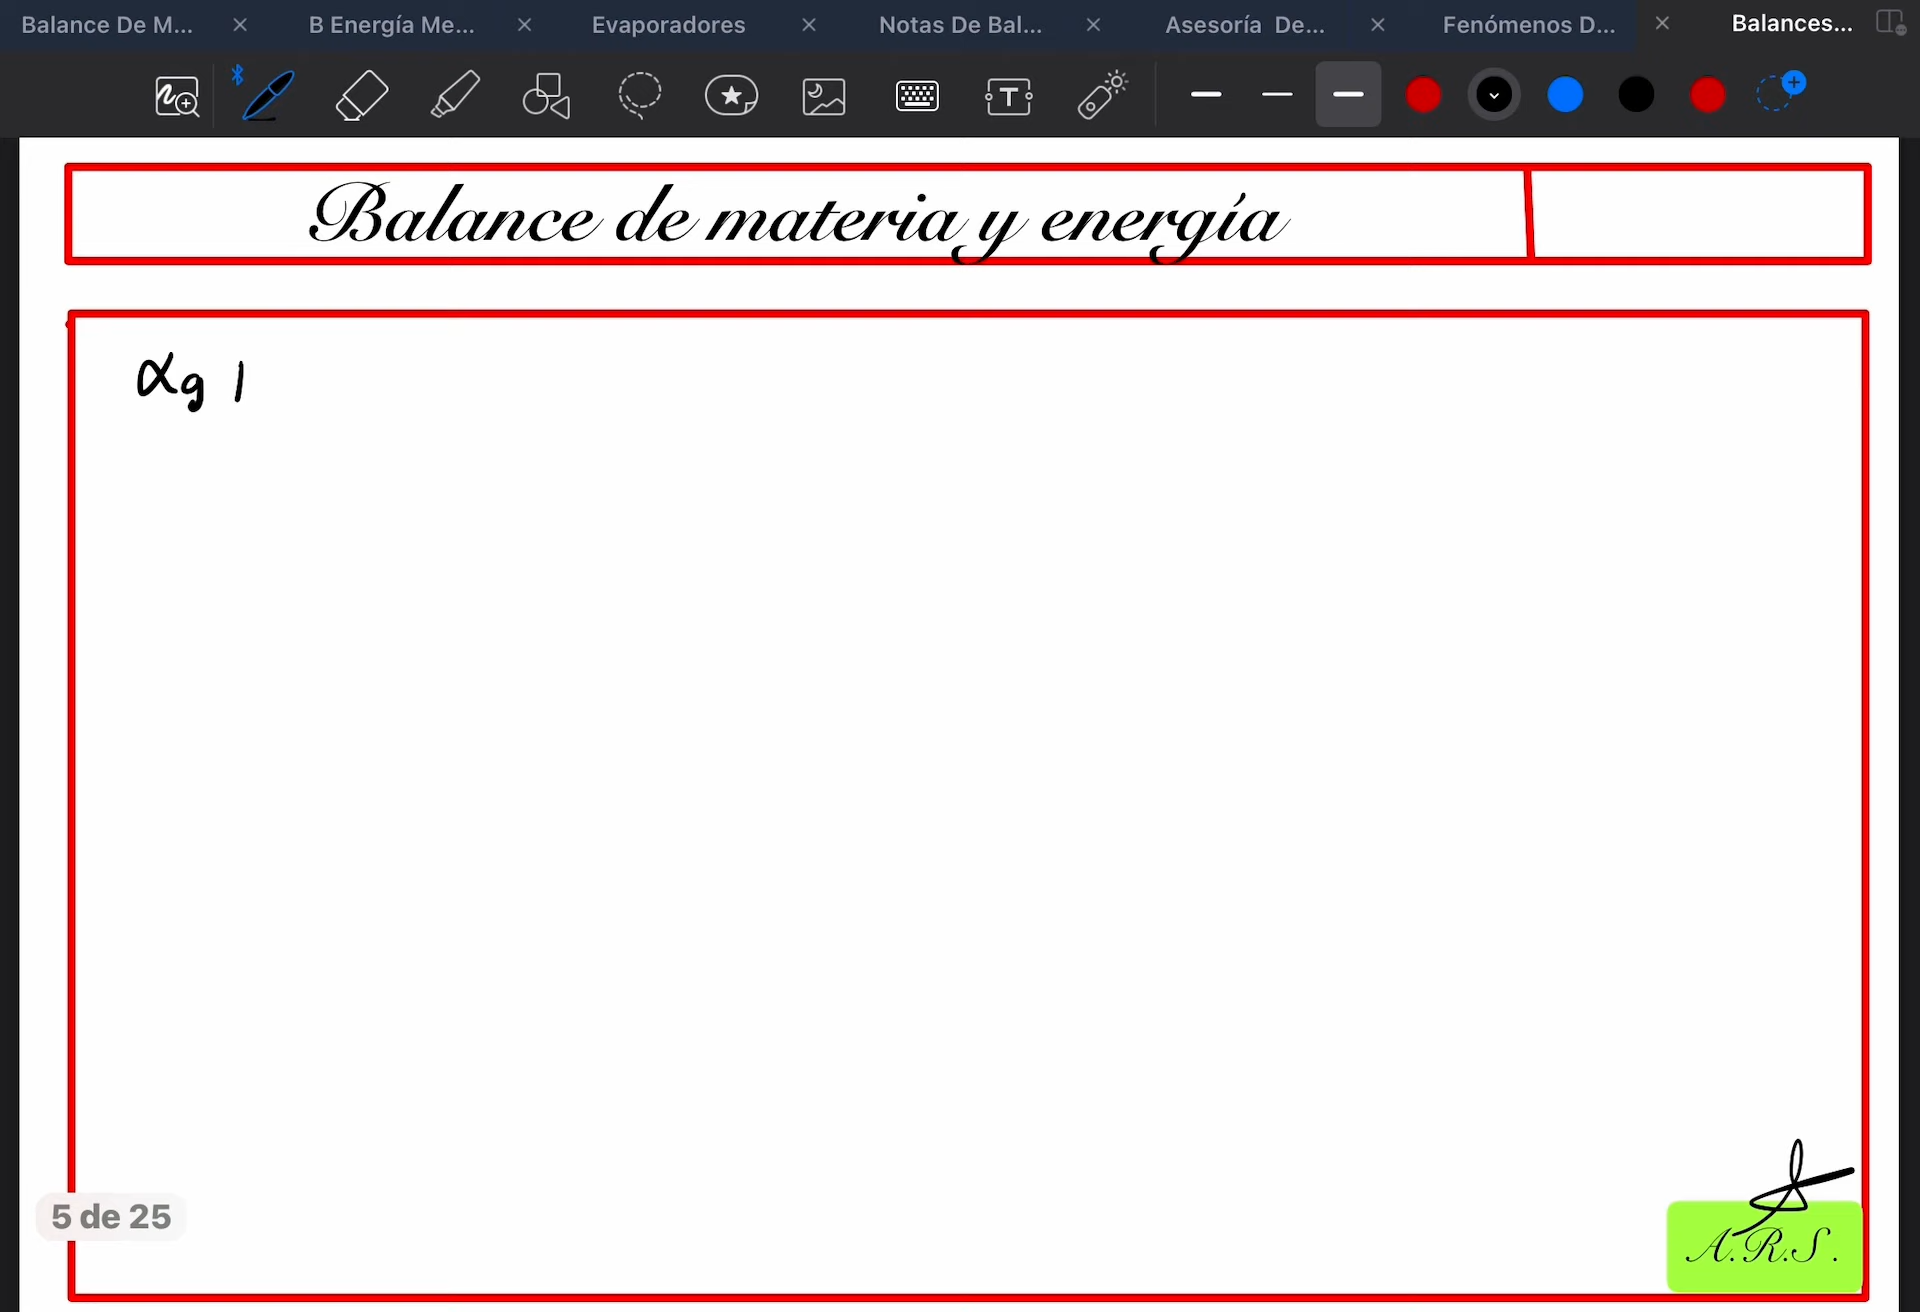 Balance De M... B Energía Me... Evaporadores Notas De Bal... Asesoría De... Fenómenos D... Balances...
T
Balance de materia y energía
αg 1
5 de 25
A.R.S.